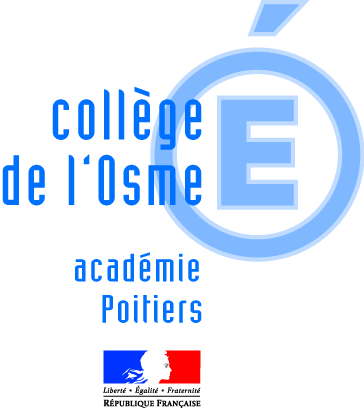 collège
de l'Osme
É
académie
Poitiers
Liberté • Égalité • Fraternité
RÉPUBLIQUE FRANÇAISE